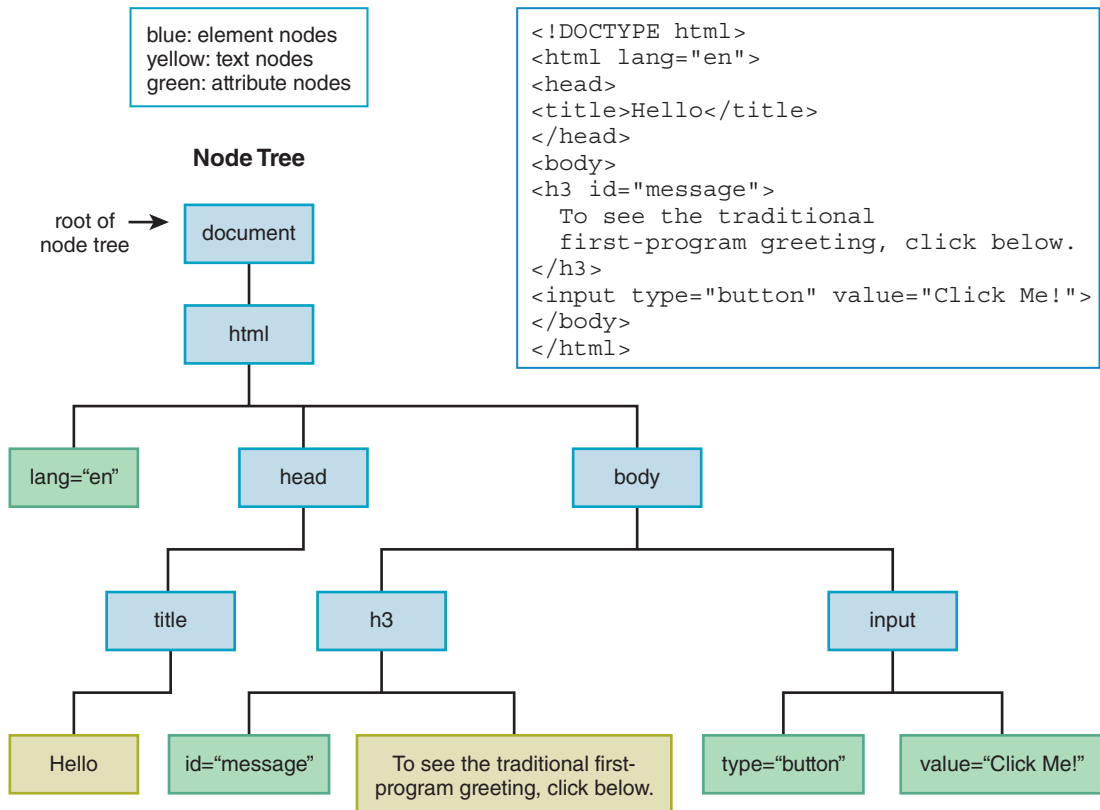 blue: element nodes
yellow: text nodes
green: attribute nodes
<!DOCTYPE html>
<html lang="en">
<head>
<title>Hello</title>
</head>
<body>
<h3 id="message">
  To see the traditional
  first-program greeting, click below.
</h3>
<input type="button" value="Click Me!">
</body>
</html>
Node Tree
root of
node tree
document
html
lang=“en”
head
body
title
h3
input
Hello
id=“message”
To see the traditional first-
program greeting, click below.
type=“button”
value=“Click Me!”